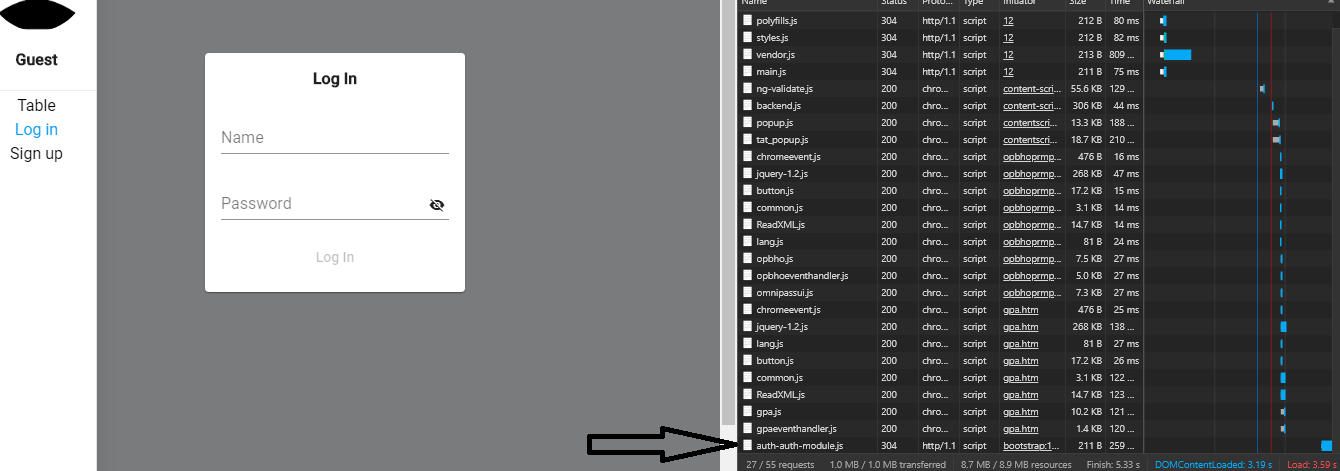 Guest
Table
Log in
Sign up
Log In
Name
Password
Log In
Name Status Proto... Type Initiator Size Time Waterfall
polyfills.js 304 http/1.1 script 12 212 B 80 ms
styles.js 304 http/1.1 script 12 212 B 82 ms
vendor.js 304 http/1.1 script 12 213 B 809 ...
main.js 304 http/1.1 script 12 211 B 75 ms
ng-validate.js 200 chro... script content-scri... 55.6 KB 129 ...
backend.js 200 chro... script content-scri... 306 KB 44 ms
popup.js 200 chro... script contentscri... 13.3 KB 188 ...
tat_popup.js 200 chro... script contentscri... 18.7 KB 210 ...
chromeevent.js 200 chro... script opbhoprmp... 476 B 16 ms
jquery-1.2.js 200 chro... script opbhoprmp... 268 KB 47 ms
button.js 200 chro... script opbhoprmp... 17.2 KB 15 ms
common.js 200 chro... script opbhoprmp... 3.1 KB 14 ms
ReadXML.js 200 chro... script opbhoprmp... 14.7 KB 14 ms
lang.js 200 chro... script opbhoprmp... 81 B 24 ms
opbho.js 200 chro... script opbhoprmp... 7.5 KB 27 ms
opbhoeventhandler.js 200 chro... script opbhoprmp... 5.0 KB 27 ms
omnipassui.js 200 chro... script opbhoprmp... 7.3 KB 27 ms
chromeevent.js 200 chro... script gpa.htm 476 B 25 ms
jquery-1.2.js 200 chro... script gpa.htm 268 KB 138 ...
lang.js 200 chro... script gpa.htm 81 B 27 ms
button.js 200 chro... script gpa.htm 17.2 KB 26 ms
common.js 200 chro... script gpa.htm 3.1 KB 122 ...
ReadXML.js 200 chro... script gpa.htm 14.7 KB 123 ...
gpa.js 200 chro... script gpa.htm 10.2 KB 121 ...
gpaeventhandler.js 200 chro... script gpa.htm 1.4 KB 120 ...
auth-auth-module.js 304 http/1.1 script bootstrap:1... 211 B 259 ...
27 / 55 requests 1.0 MB / 1.0 MB transferred 8.7 MB / 8.9 MB resources Finish: 5.33 s DOMContentLoaded: 3.19 s Load: 3.59 s